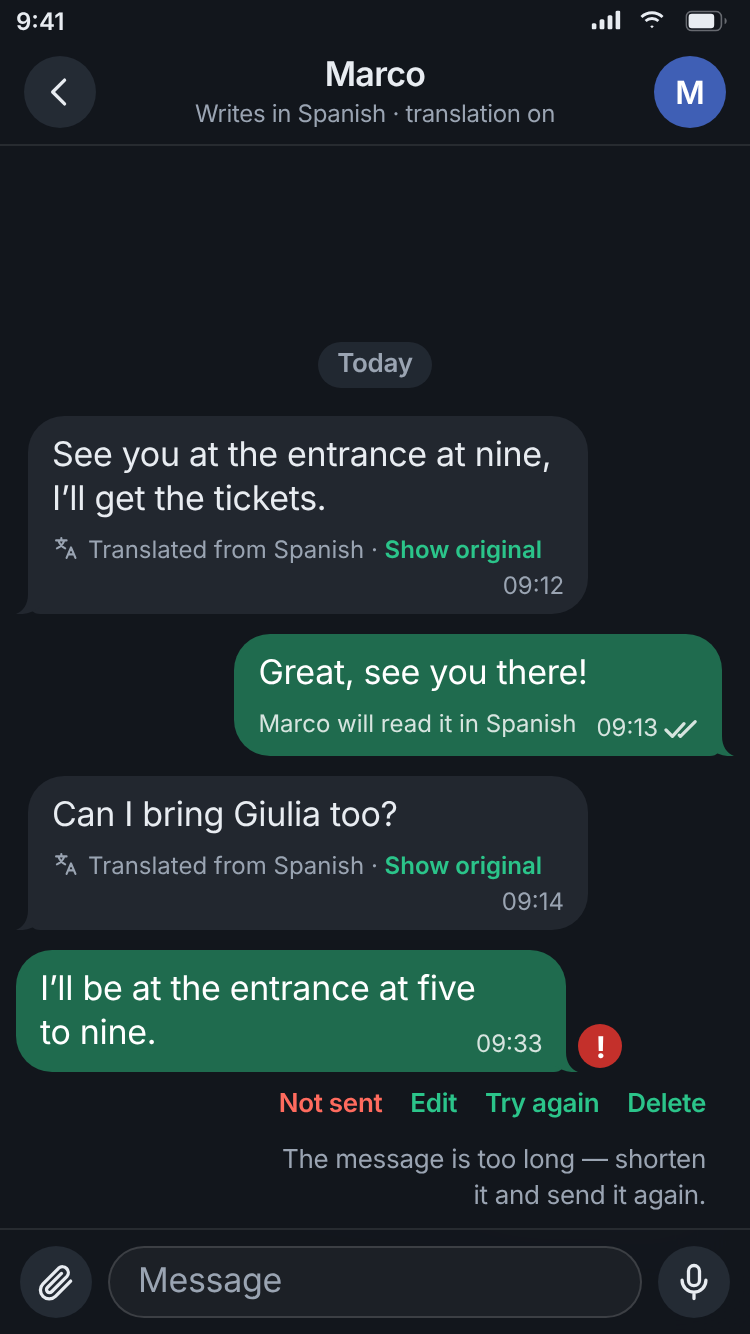 9:41
Marco
Writes in Spanish · translation on
M
Today
See you at the entrance at nine,
I’ll get the tickets.
Translated from Spanish · Show original
09:12
Great, see you there!
Marco will read it in Spanish 09:13
Can I bring Giulia too?
Translated from Spanish · Show original
09:14
I’ll be at the entrance at five
to nine. 09:33
!
Not sent Edit Try again Delete
The message is too long — shorten
it and send it again.
Message